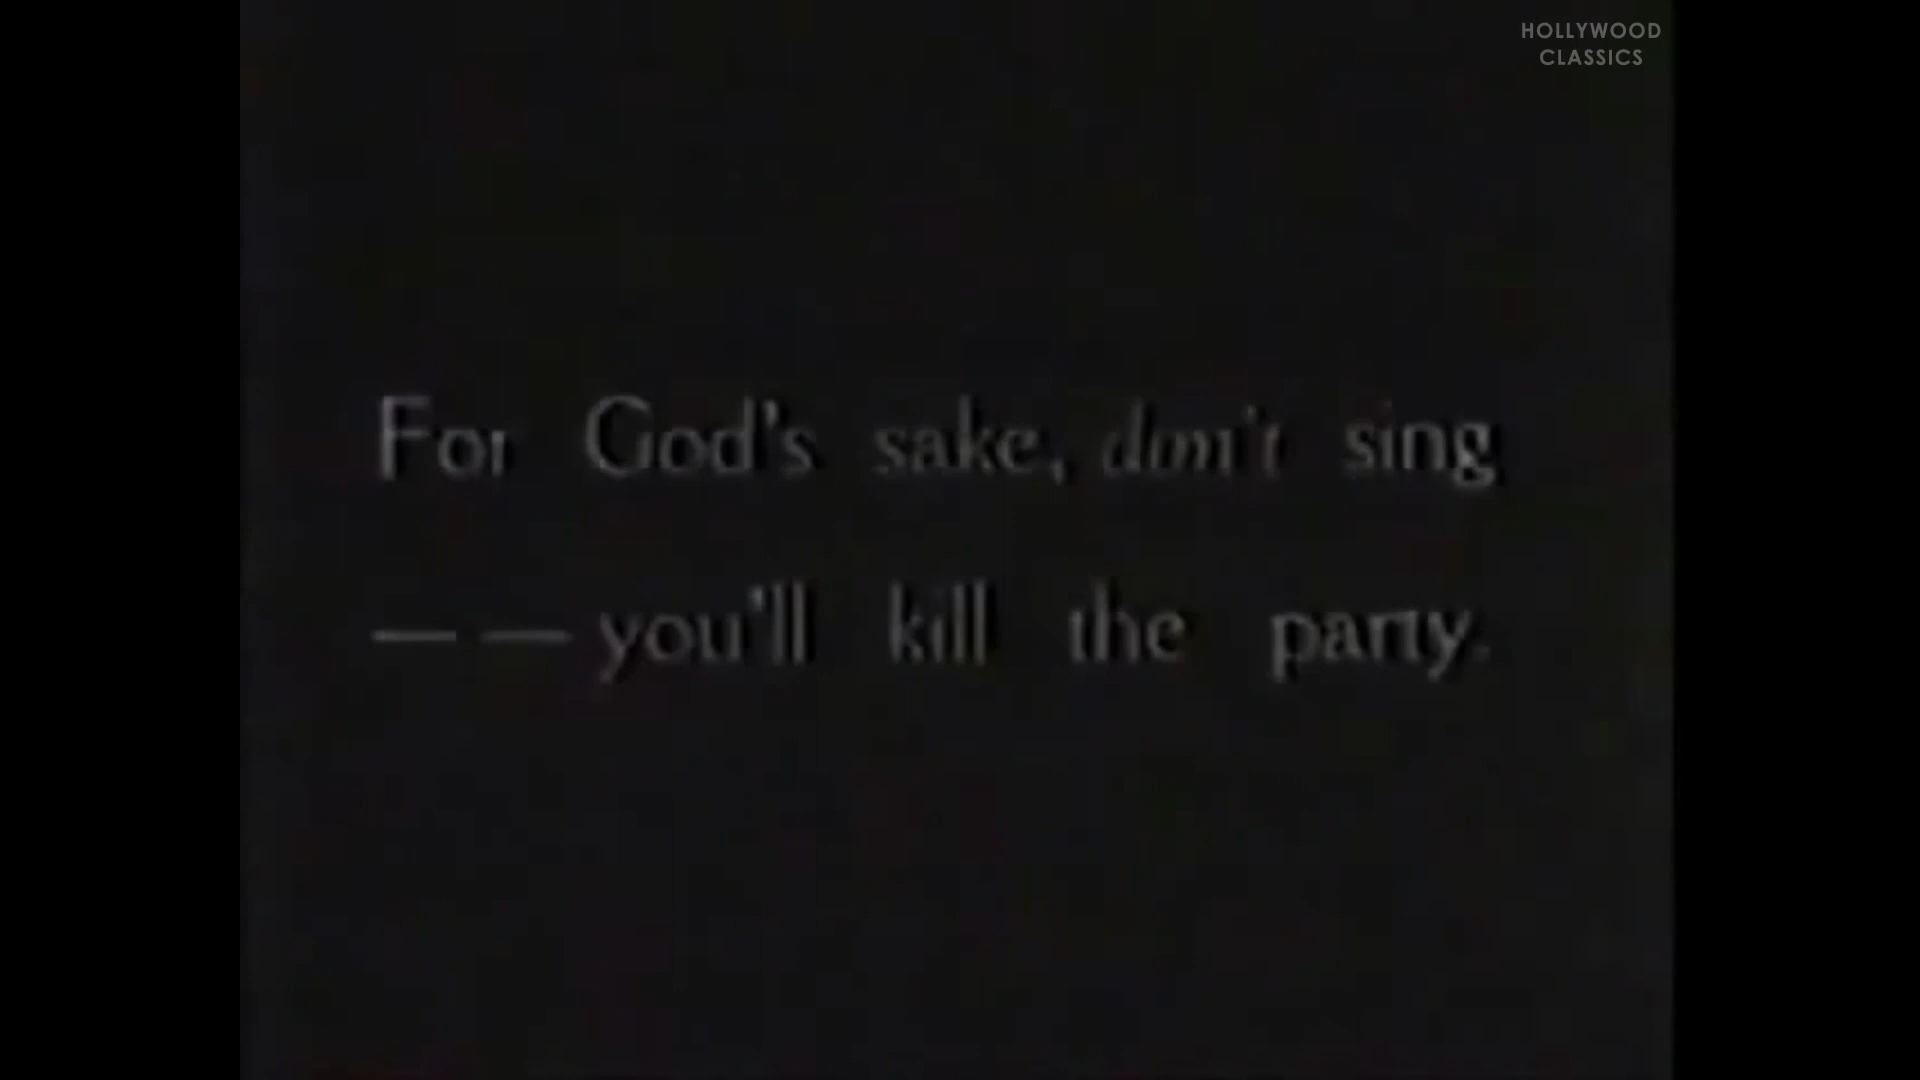 HOLLYWOOD
CLASSICS
For God's sake, don't sing
— — you'll kill the party.